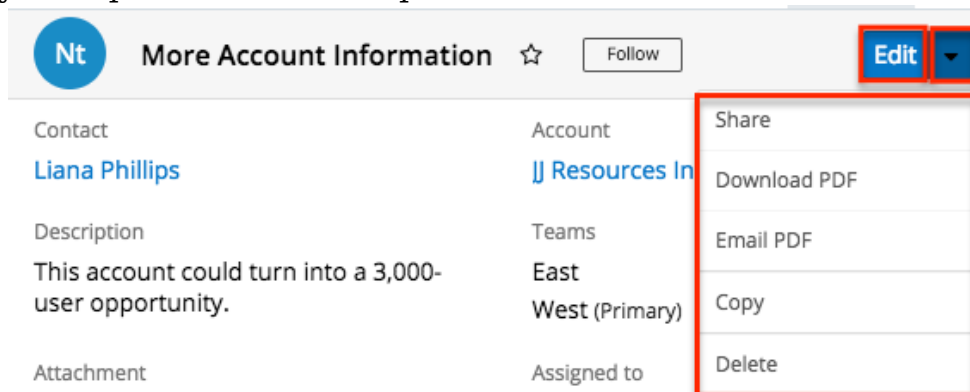 Nt More Account Information Follow Edit
Contact Account
Liana Phillips JJ Resources In
Description Teams
This account could turn into a 3,000- East
user opportunity. West (Primary)
Attachment Assigned to
Share
Download PDF
Email PDF
Copy
Delete